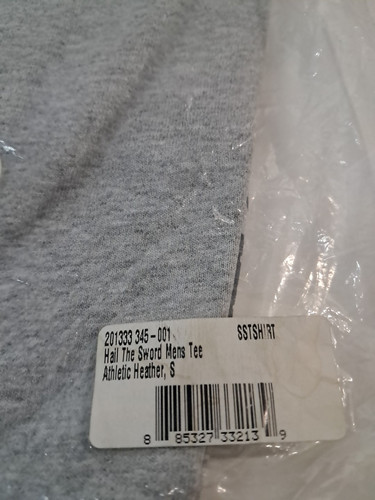 201333 345-001 SSTSHIRT
Hail The Sword Mens Tee
Athletic Heather, S
8 85327 33213 9